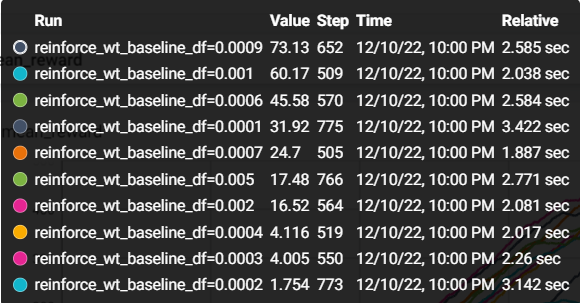 Run Value Step Time Relative
reinforce_wt_baseline_df=0.0009 73.13 652 12/10/22, 10:00 PM 2.585 sec
ean_reward
reinforce_wt_baseline_df=0.001 60.17 509 12/10/22, 10:00 PM 2.038 sec
reinforce_wt_baseline_df=0.0006 45.58 570 12/10/22, 10:00 PM 2.584 sec
reinforce_wt_baseline_df=0.0001 31.92 775 12/10/22, 10:00 PM 3.422 sec
mean_reward
reinforce_wt_baseline_df=0.0007 24.7 505 12/10/22, 10:00 PM 1.887 sec
reinforce_wt_baseline_df=0.005 17.48 766 12/10/22, 10:00 PM 2.771 sec
reinforce_wt_baseline_df=0.002 16.52 564 12/10/22, 10:00 PM 2.081 sec
reinforce_wt_baseline_df=0.0004 4.116 519 12/10/22, 10:00 PM 2.017 sec
reinforce_wt_baseline_df=0.0003 4.005 550 12/10/22, 10:00 PM 2.26 sec
reinforce_wt_baseline_df=0.0002 1.754 773 12/10/22, 10:00 PM 3.142 sec